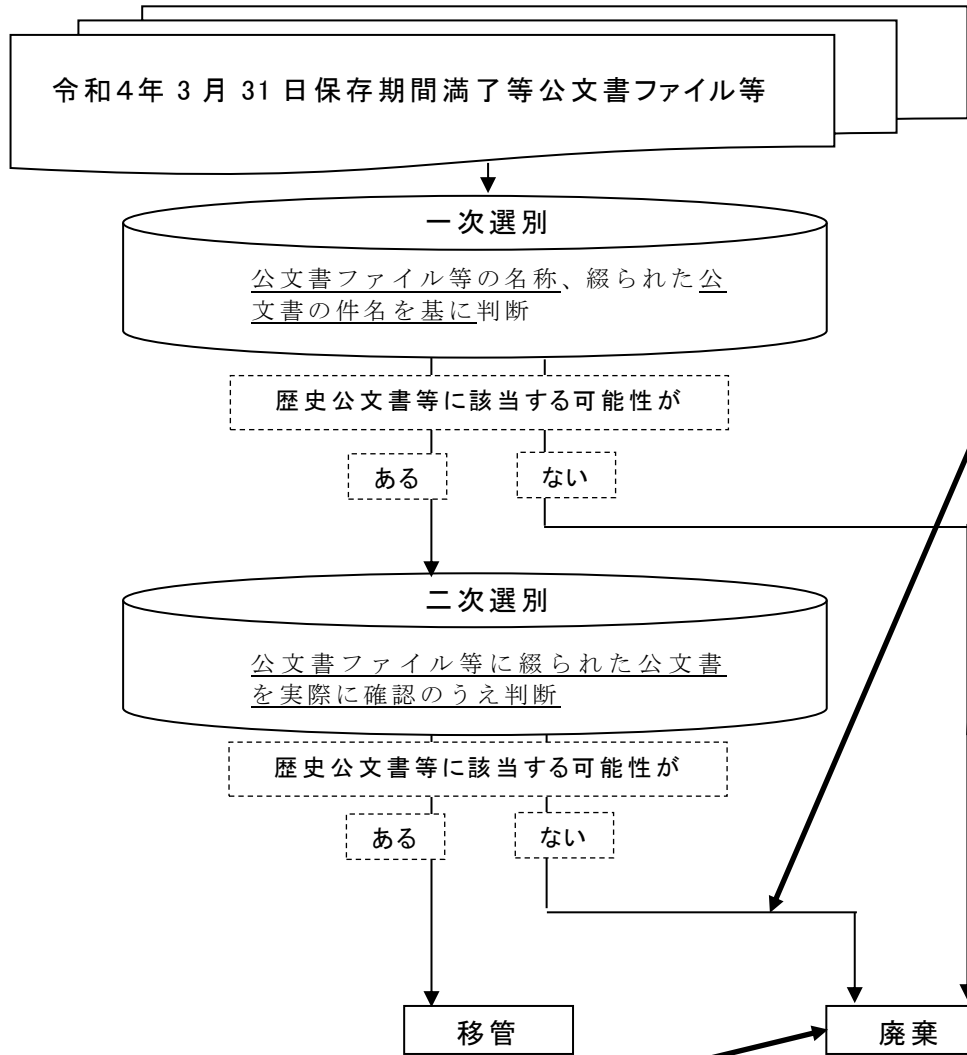 令和4年 3 月 31 日保存期間満了等公文書ファイル等
一次選別
公文書ファイル等の名称、綴られた公
文書の件名を基に判断
歴史公文書等に該当する可能性が
ある
ない
二次選別
公文書ファイル等に綴られた公文書
を実際に確認のうえ判断
歴史公文書等に該当する可能性が
ある
ない
移管
廃棄